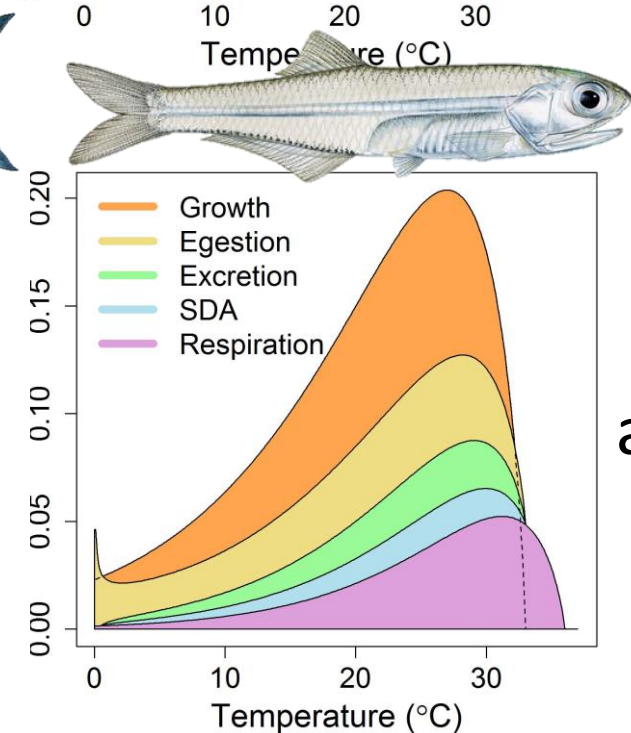 0 10 20 30
Tempe re (°C)
0.20
0.15
0.10
0.05
0.00
Growth
Egestion
Excretion
SDA
Respiration
a
0 10 20 30
Temperature (°C)